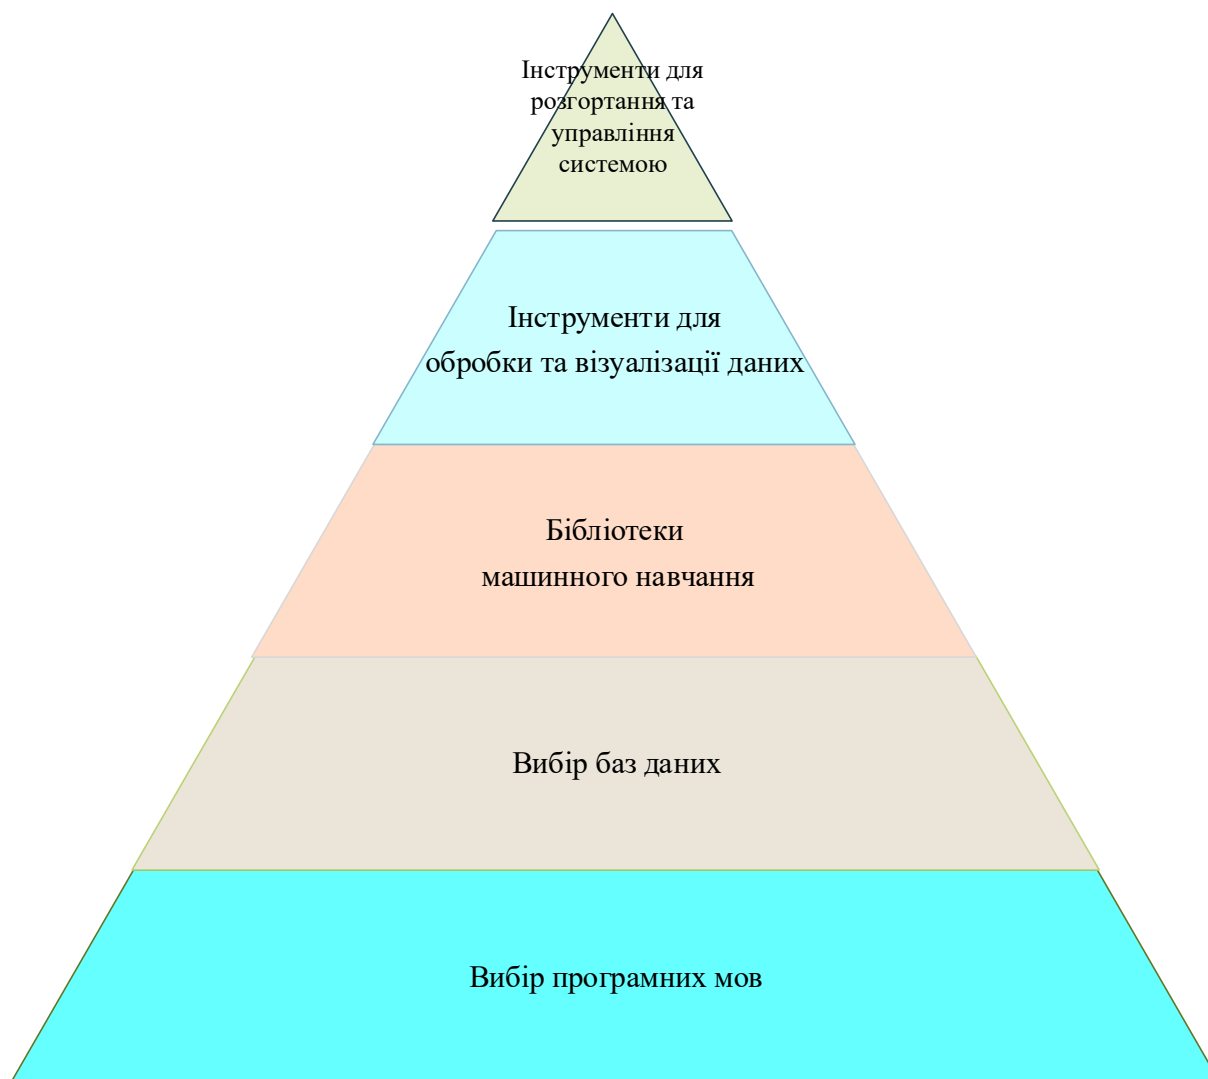 Інструменти для
розгортання та
управління
системою
Інструменти для
обробки та візуалізації даних
Бібліотеки
машинного навчання
Вибір баз даних
Вибір програмних мов